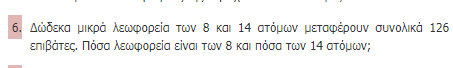 6. Δώδεκα μικρά λεωφορεία των 8 και 14 ατόμων μεταφέρουν συνολικά 126
επιβάτες. Πόσα λεωφορεία είναι των 8 και πόσα των 14 ατόμων;